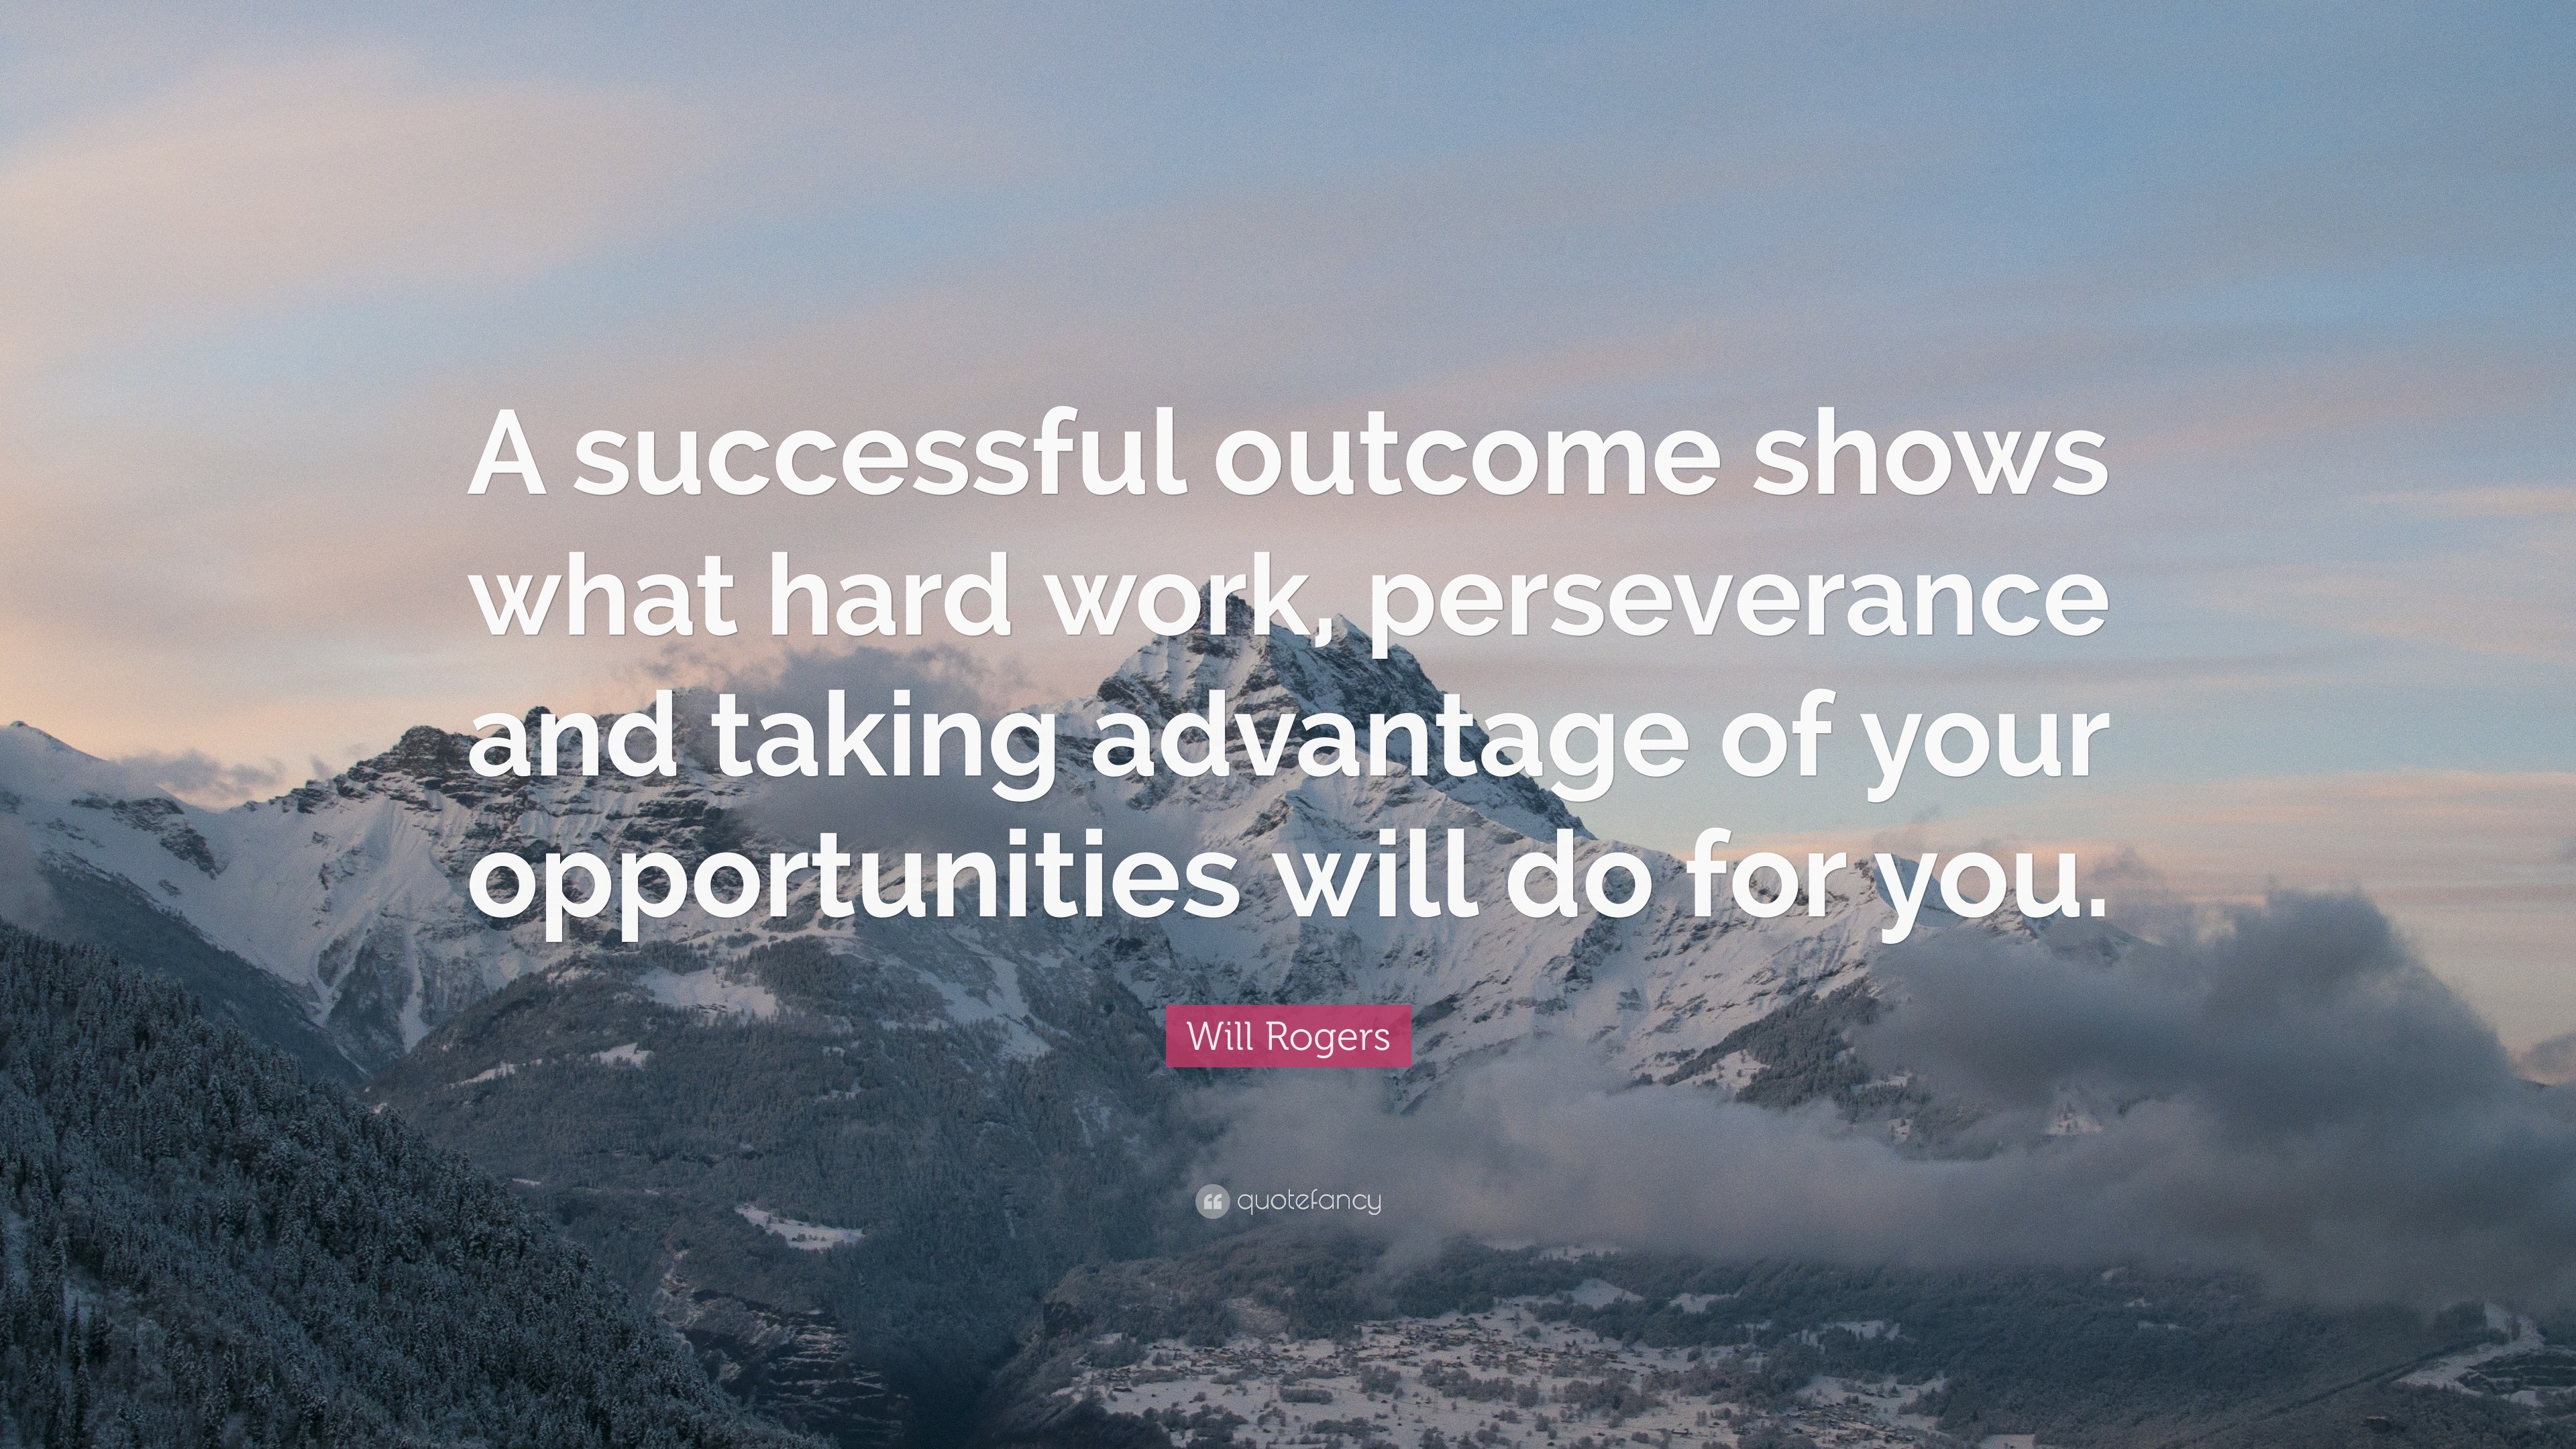 A successful outcome shows
what hard work, perseverance
and taking advantage of your
opportunities will do for you.
Will Rogers
quotefancy